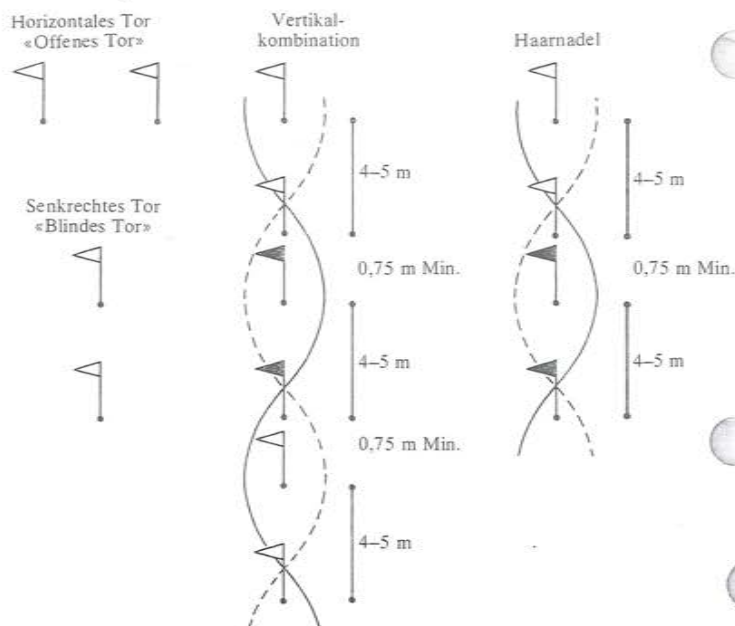 Horizontales Tor
«Offenes Tor»
Senkrechtes Tor
«Blindes Tor»
Vertikal-
kombination
4–5 m
0,75 m Min.
4–5 m
0,75 m Min.
4–5 m
Haarnadel
4–5 m
0,75 m Min.
4–5 m